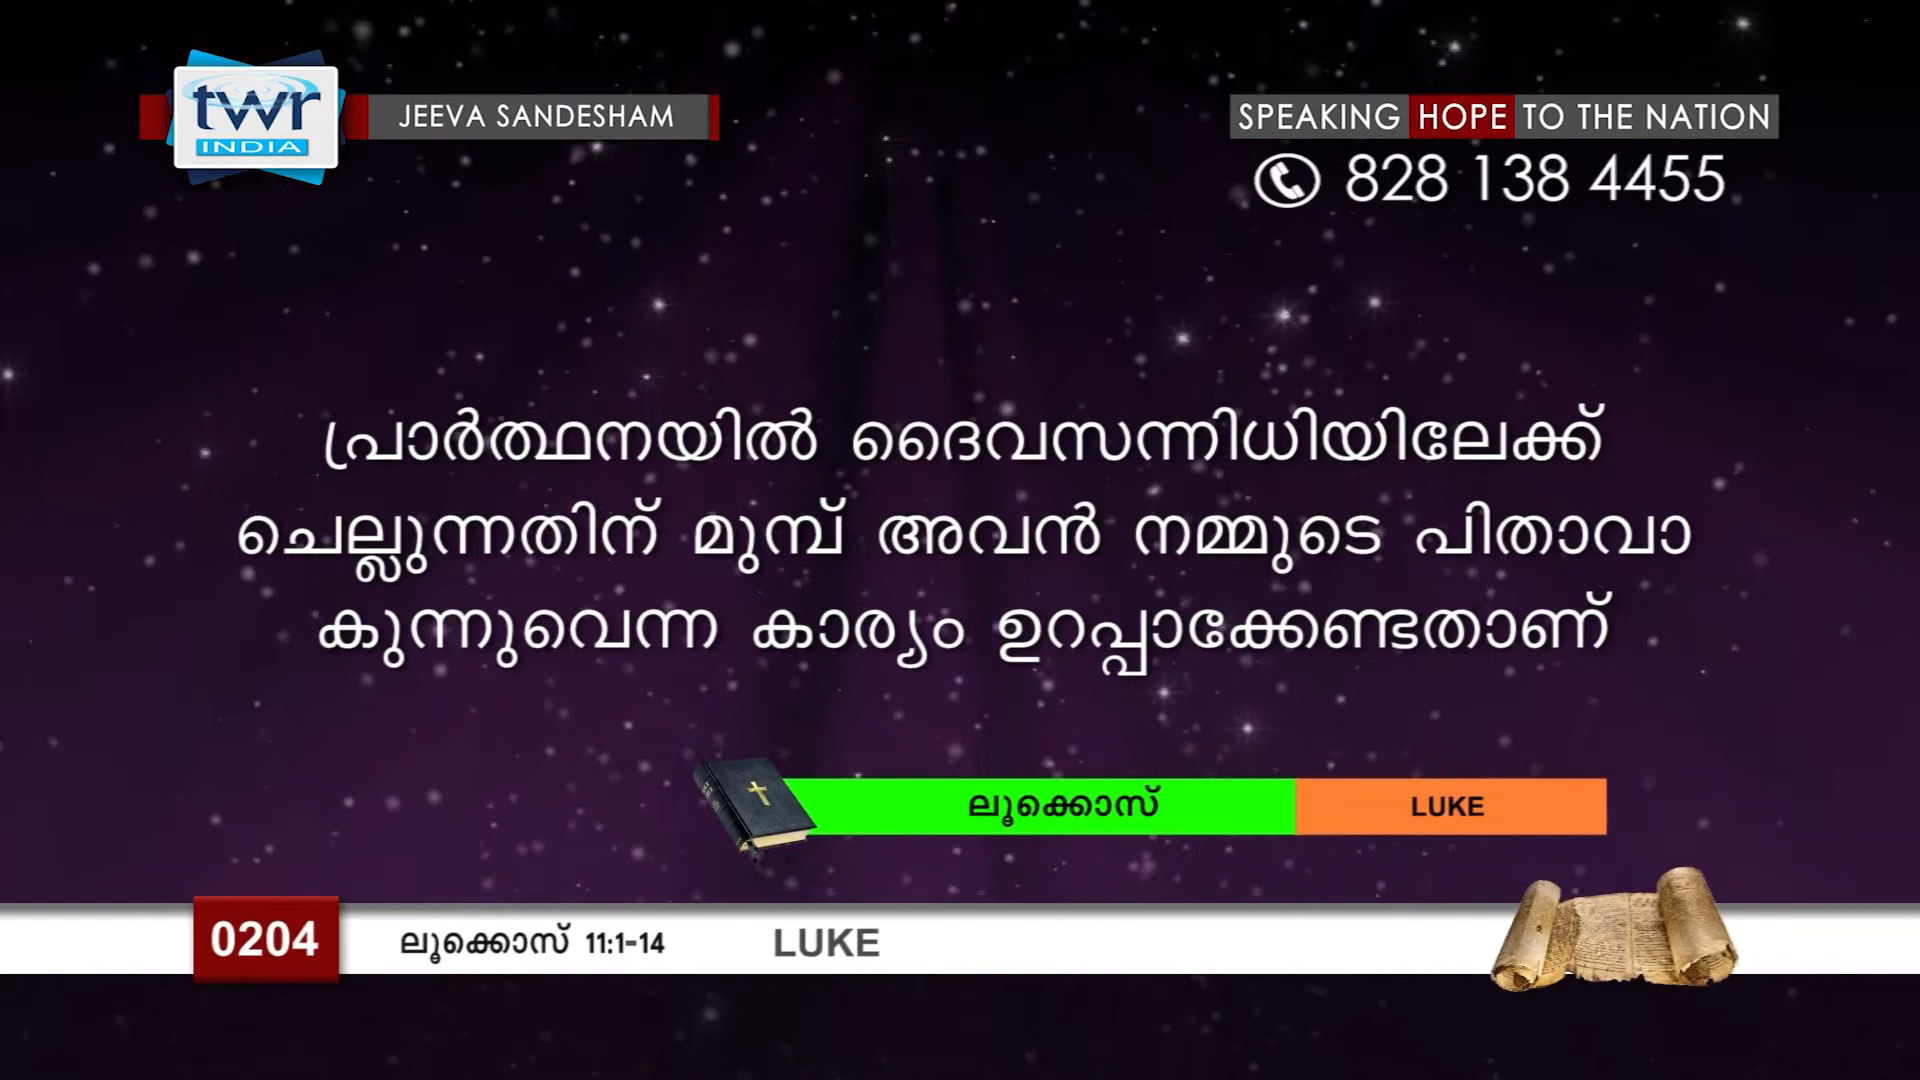 twr
INDIA
JEEVA SANDESHAM
SPEAKING HOPE TO THE NATION
828 138 4455
പ്രാർത്ഥനയിൽ ദൈവസന്നിധിയിലേക്ക്
ചെല്ലുന്നതിന് മുമ്പ് അവൻ നമ്മുടെ പിതാവാ
കുന്നുവെന്ന കാര്യം ഉറപ്പാക്കേണ്ടതാണ്
ലൂക്കൊസ് LUKE
0204 ലൂക്കൊസ് 11:1-14 LUKE